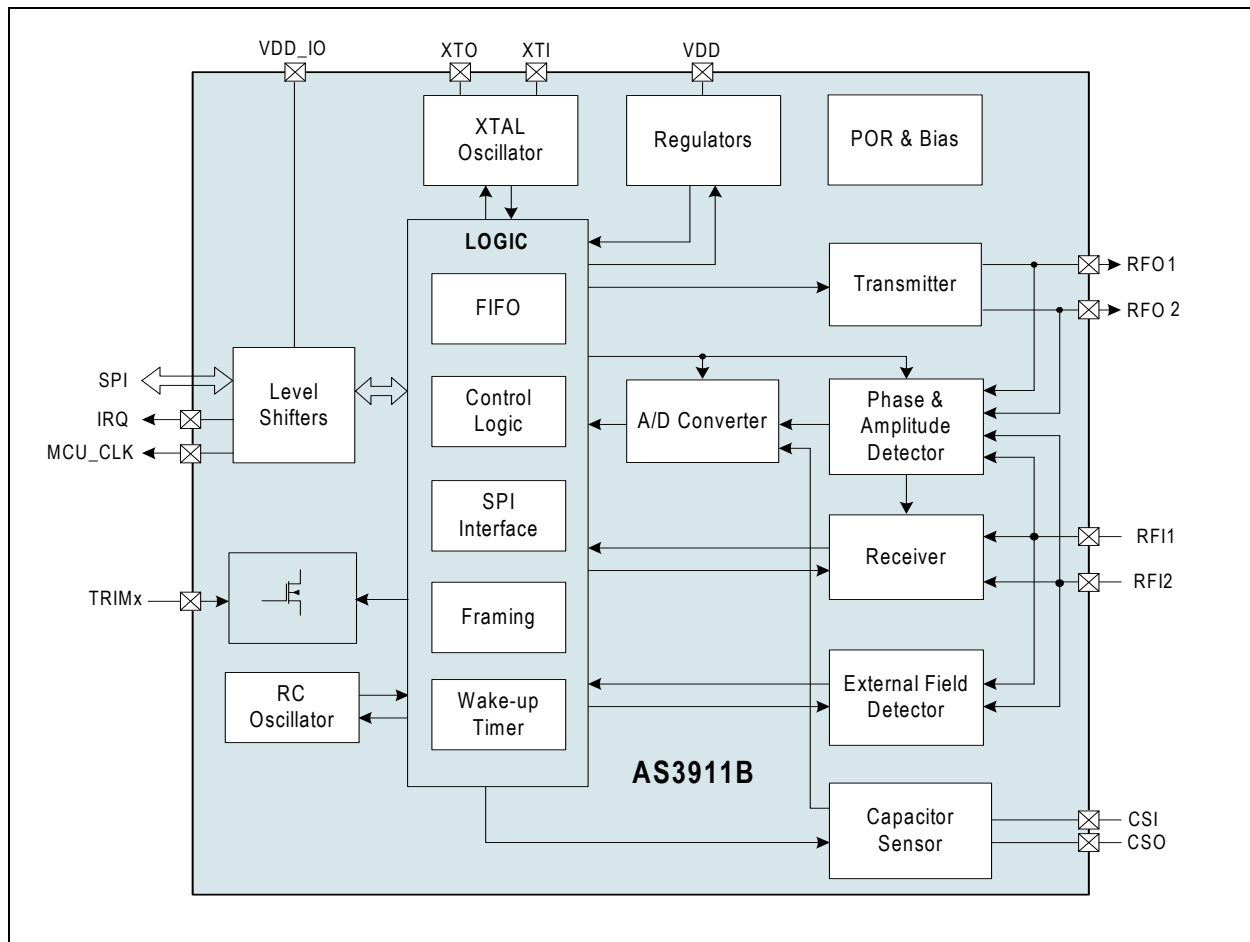 VDD_IO
XTO
XTI
VDD
XTAL
Oscillator
Regulators
POR & Bias
LOGIC
FIFO
Control
Logic
SPI
Interface
Framing
Wake-up
Timer
Transmitter
RFO1
RFO 2
SPI
IRQ
MCU_CLK
Level
Shifters
A/D Converter
Phase &
Amplitude
Detector
Receiver
RFI1
RFI2
TRIMx
RC
Oscillator
External Field
Detector
AS3911B
Capacitor
Sensor
CSI
CSO